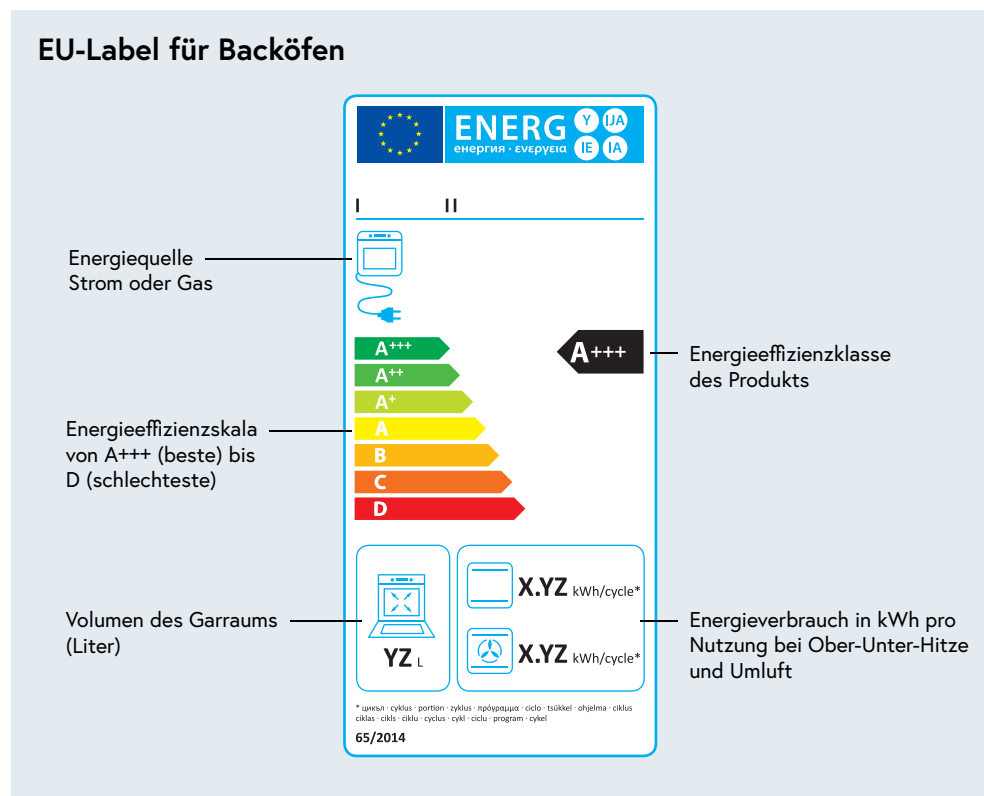 EU-Label für Backöfen
ENERG
енергия · ενεργεια
Y
IJA
IE
IA
I
II
Energiequelle
Strom oder Gas
A+++
A++
A+
A
B
C
D
A+++
Energieeffizienzklasse
des Produkts
Energieeffizienzskala
von A+++ (beste) bis
D (schlechteste)
Volumen des Garraums
(Liter)
YZ L
X.YZ kWh/cycle*
X.YZ kWh/cycle*
Energieverbrauch in kWh pro
Nutzung bei Ober-Unter-Hitze
und Umluft
* цикъл · cyklus · portion · zyklus · πρόγραμμα · ciclo · tsükkel · ohjelma · ciklus
ciklas · cikls · ċiklu · cyclus · cykl · ciclu · program · cykel
65/2014